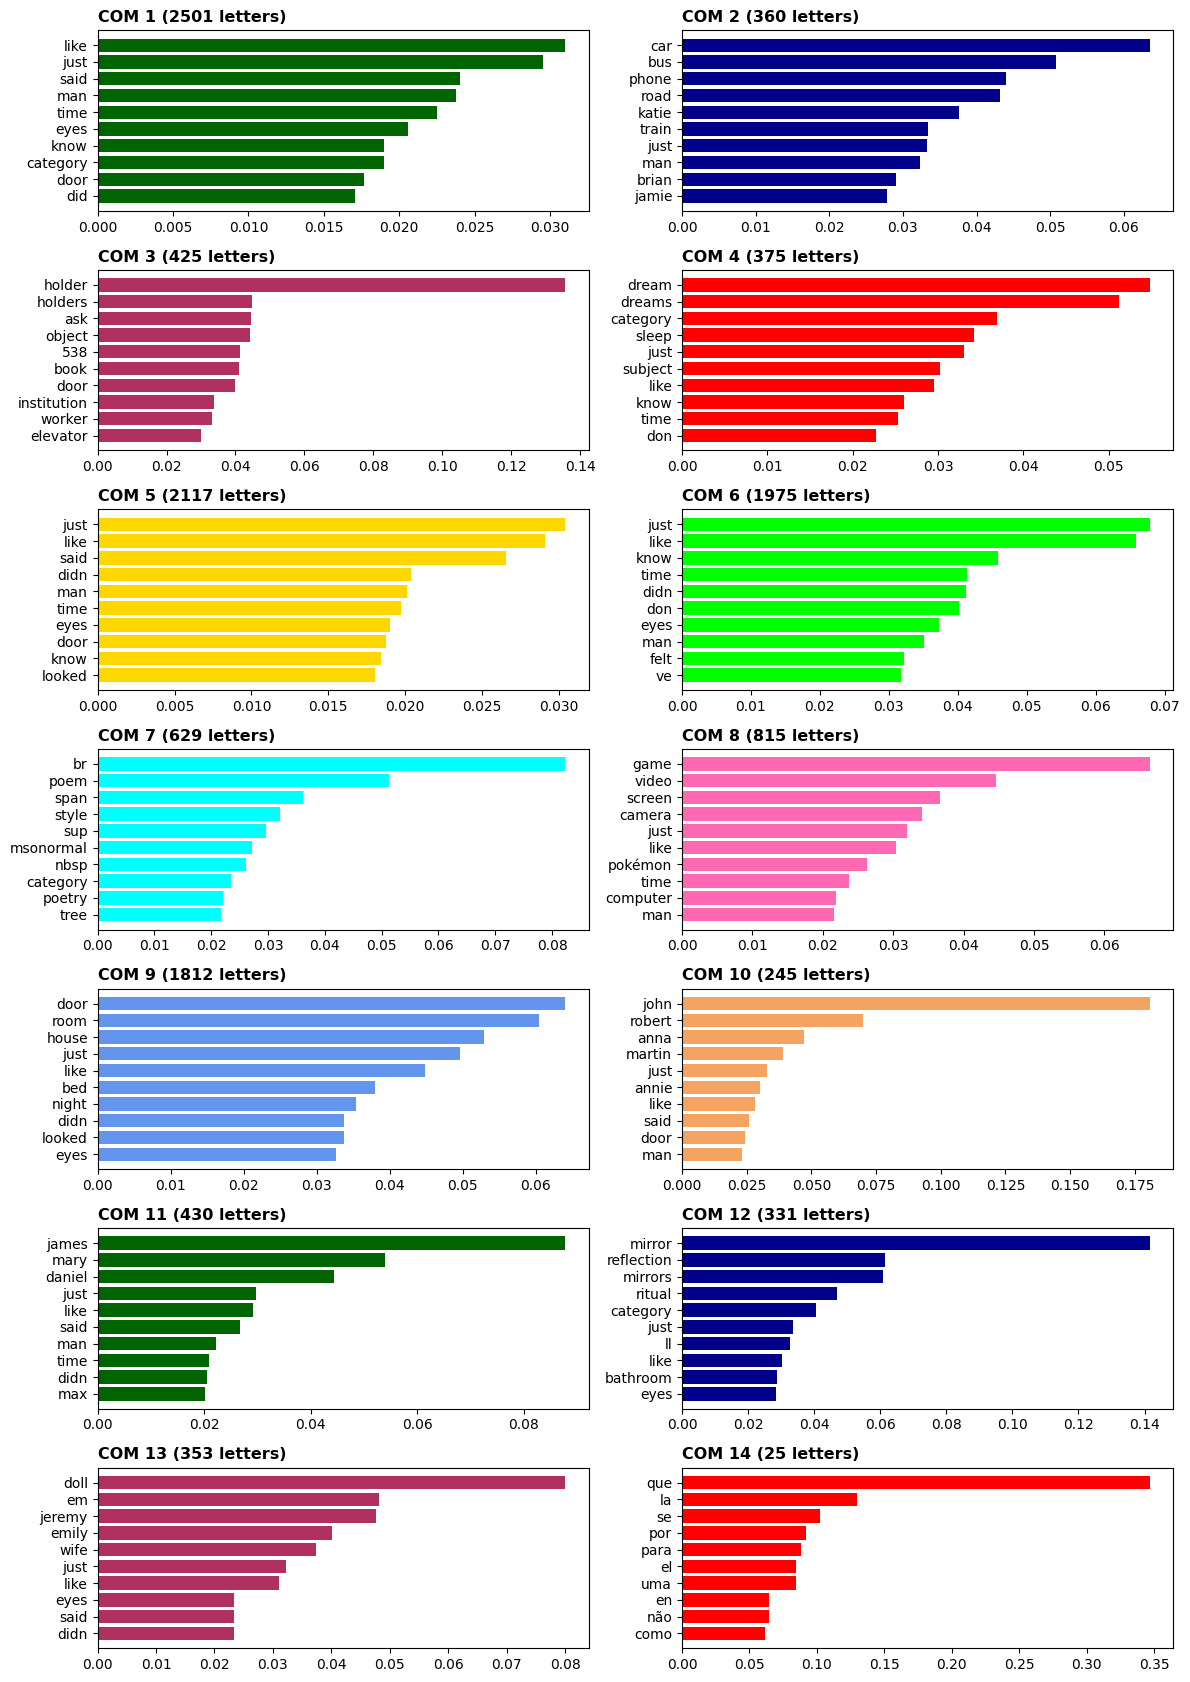 COM 1 (2501 letters)
like
just
said
man
time
eyes
know
category
door
did
0.000 0.005 0.010 0.015 0.020 0.025 0.030
COM 2 (360 letters)
car
bus
phone
road
katie
train
just
man
brian
jamie
0.00 0.01 0.02 0.03 0.04 0.05 0.06
COM 3 (425 letters)
holder
holders
ask
object
538
book
door
institution
worker
elevator
0.00 0.02 0.04 0.06 0.08 0.10 0.12 0.14
COM 4 (375 letters)
dream
dreams
category
sleep
just
subject
like
know
time
don
0.00 0.01 0.02 0.03 0.04 0.05
COM 5 (2117 letters)
just
like
said
didn
man
time
eyes
door
know
looked
0.000 0.005 0.010 0.015 0.020 0.025 0.030
COM 6 (1975 letters)
just
like
know
time
didn
don
eyes
man
felt
ve
0.00 0.01 0.02 0.03 0.04 0.05 0.06 0.07
COM 7 (629 letters)
br
poem
span
style
sup
msonormal
nbsp
category
poetry
tree
0.00 0.01 0.02 0.03 0.04 0.05 0.06 0.07 0.08
COM 8 (815 letters)
game
video
screen
camera
just
like
pokémon
time
computer
man
0.00 0.01 0.02 0.03 0.04 0.05 0.06
COM 9 (1812 letters)
door
room
house
just
like
bed
night
didn
looked
eyes
0.00 0.01 0.02 0.03 0.04 0.05 0.06
COM 10 (245 letters)
john
robert
anna
martin
just
annie
like
said
door
man
0.000 0.025 0.050 0.075 0.100 0.125 0.150 0.175
COM 11 (430 letters)
james
mary
daniel
just
like
said
man
time
didn
max
0.00 0.02 0.04 0.06 0.08
COM 12 (331 letters)
mirror
reflection
mirrors
ritual
category
just
ll
like
bathroom
eyes
0.00 0.02 0.04 0.06 0.08 0.10 0.12 0.14
COM 13 (353 letters)
doll
em
jeremy
emily
wife
just
like
eyes
said
didn
0.00 0.01 0.02 0.03 0.04 0.05 0.06 0.07 0.08
COM 14 (25 letters)
que
la
se
por
para
el
uma
en
não
como
0.00 0.05 0.10 0.15 0.20 0.25 0.30 0.35